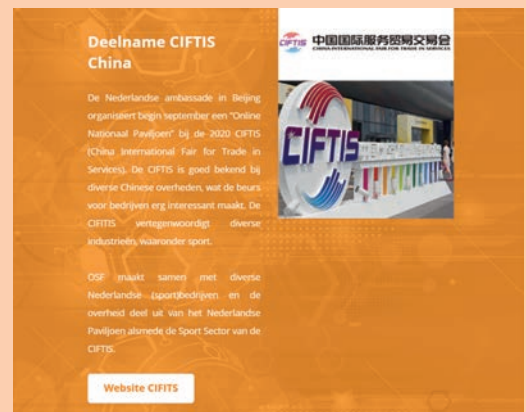 Deelname CIFTIS
China
De Nederlandse ambassade in Beijing
organiseert begin september een "Online
Nationaal Paviljoen" bij de 2020 CIFTIS
(China International Fair for Trade in
Services). De CIFTIS is goed bekend bij
diverse Chinese overheden, wat de beurs
voor bedrijven erg interessant maakt. De
CIFITIS vertegenwoordigt diverse
industrieën, waaronder sport.
OSF maakt samen met diverse
Nederlandse (sport)bedrijven en de
overheid deel uit van het Nederlandse
Paviljoen alsmede de Sport Sector van de
CIFTIS.
Website CIFITS
CIFTIS
中国国际服务贸易交易会
CHINA INTERNATIONAL FAIR FOR TRADE IN SERVICES
CIFTIS